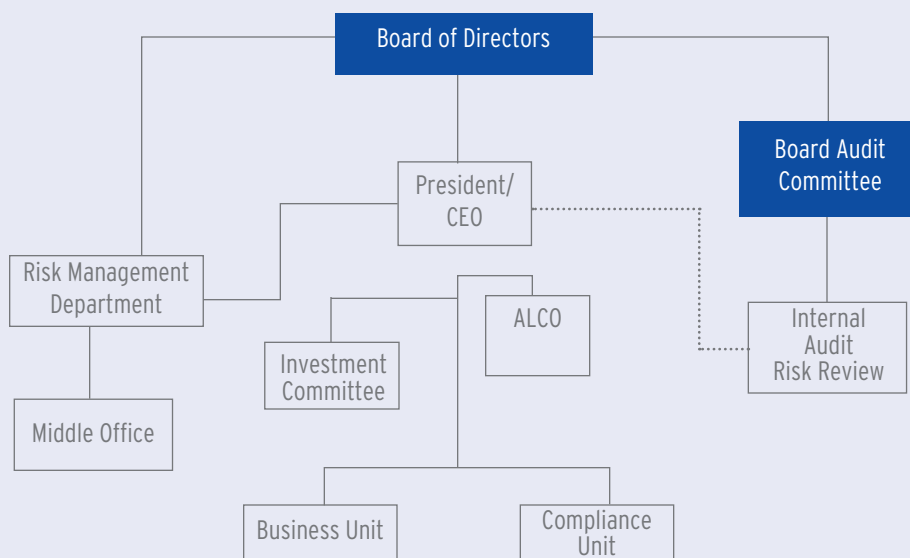 Board of Directors
Board Audit
Committee
President/
CEO
Risk Management
Department
ALCO
Internal
Audit
Risk Review
Investment
Committee
Middle Office
Business Unit
Compliance
Unit